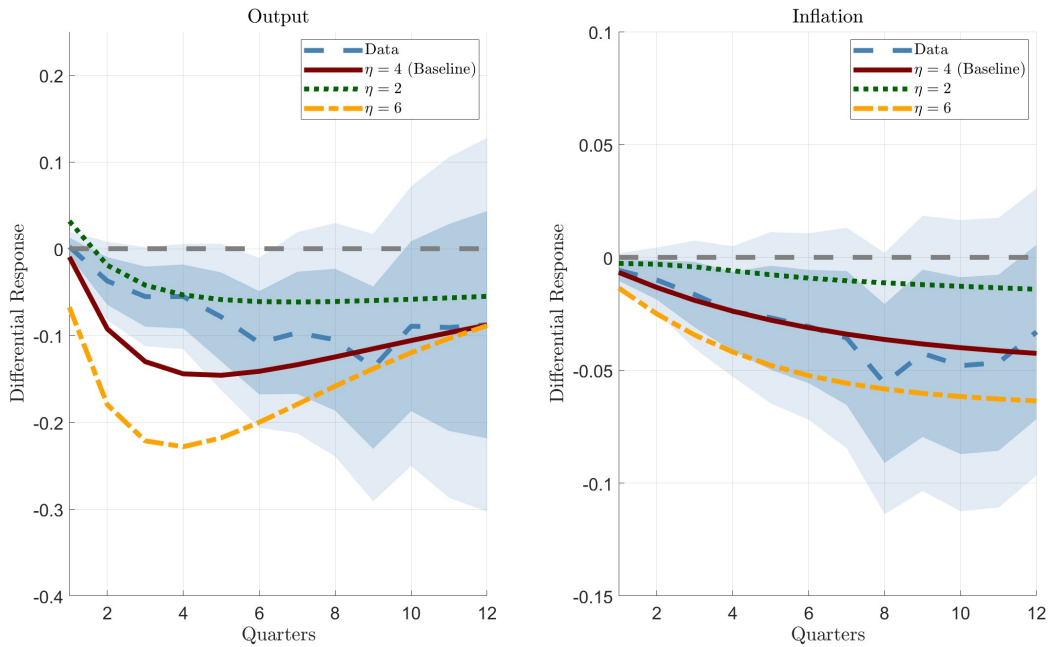 Output
Differential Response
0.2
0.1
0
-0.1
-0.2
-0.3
-0.4
2
4
6
8
10
12
Quarters
Data
η = 4 (Baseline)
η = 2
η = 6
Inflation
Differential Response
0.1
0.05
0
-0.05
-0.1
-0.15
2
4
6
8
10
12
Quarters
Data
η = 4 (Baseline)
η = 2
η = 6